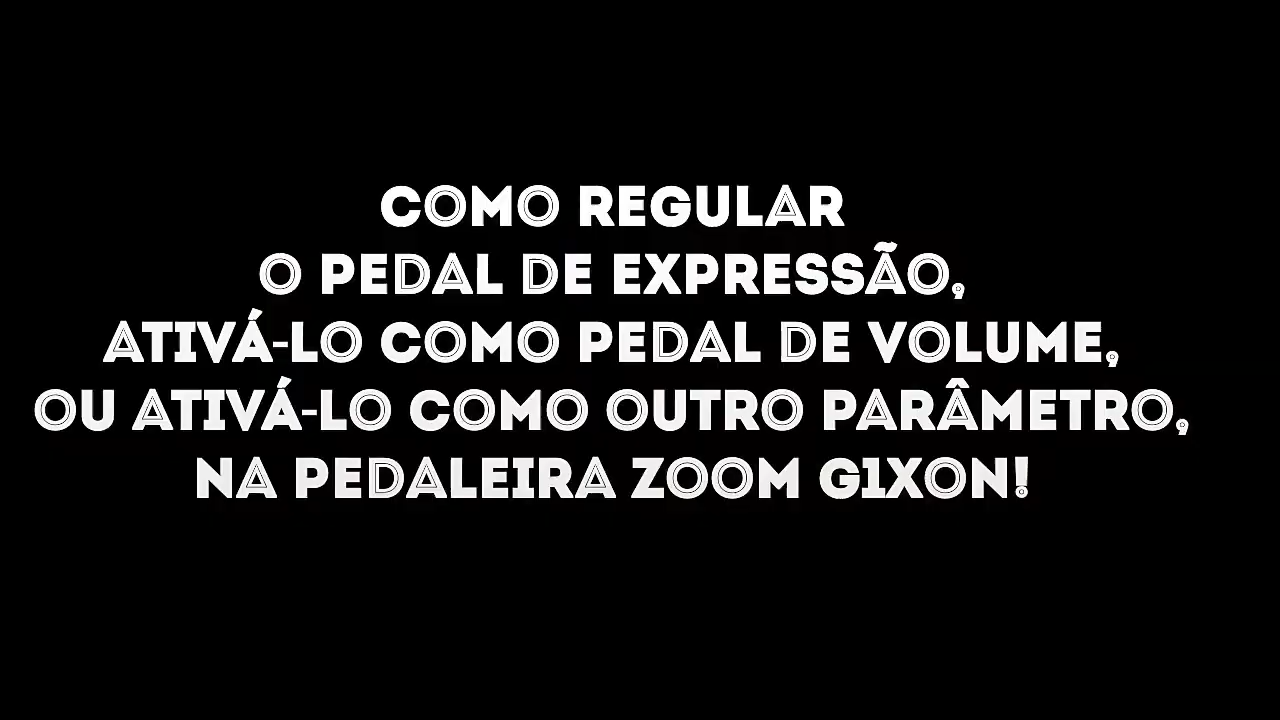 COMO REGULAR
O PEDAL DE EXPRESSÃO,
ATIVÁ-LO COMO PEDAL DE VOLUME,
OU ATIVÁ-LO COMO OUTRO PARÂMETRO,
NA PEDALEIRA ZOOM G1XON!